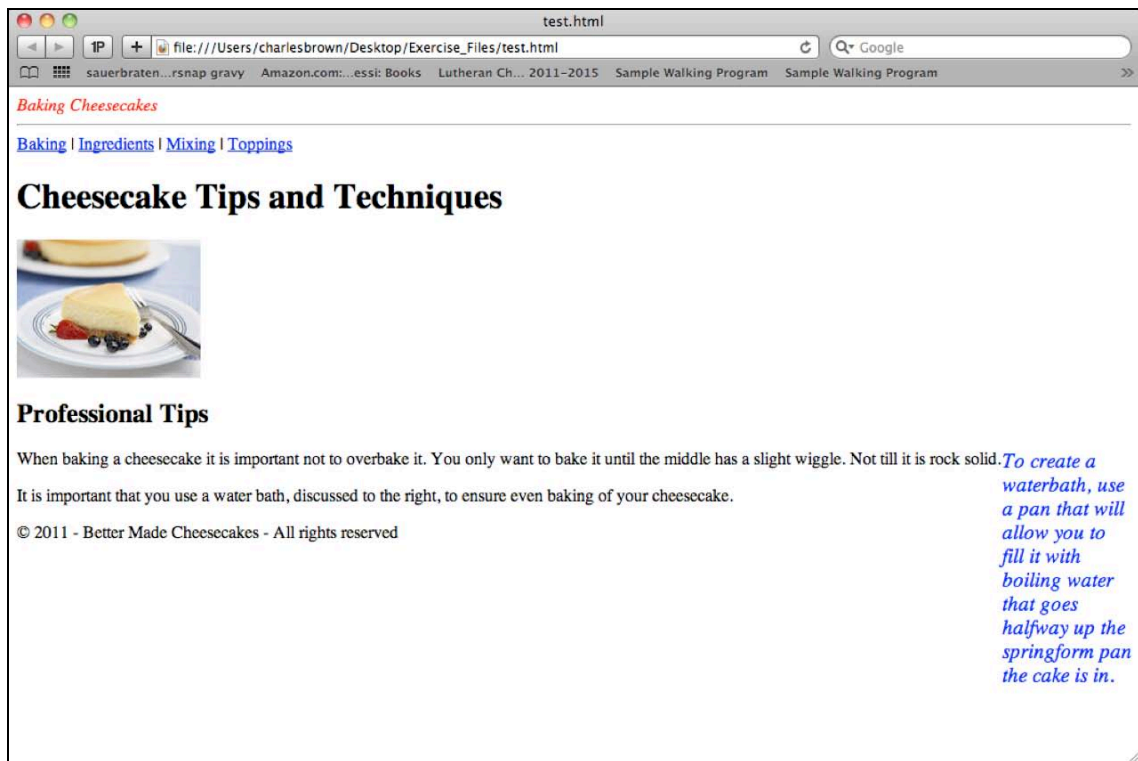 test.html
1P + file:///Users/charlesbrown/Desktop/Exercise_Files/test.html Google
sauerbraten...rsnap gravy Amazon.com:...essi: Books Lutheran Ch... 2011-2015 Sample Walking Program Sample Walking Program >>
Baking Cheesecakes
Baking | Ingredients | Mixing | Toppings
Cheesecake Tips and Techniques
Professional Tips
When baking a cheesecake it is important not to overbake it. You only want to bake it until the middle has a slight wiggle. Not till it is rock solid.
It is important that you use a water bath, discussed to the right, to ensure even baking of your cheesecake.
© 2011 - Better Made Cheesecakes - All rights reserved
To create a
waterbath, use
a pan that will
allow you to
fill it with
boiling water
that goes
halfway up the
springform pan
the cake is in.